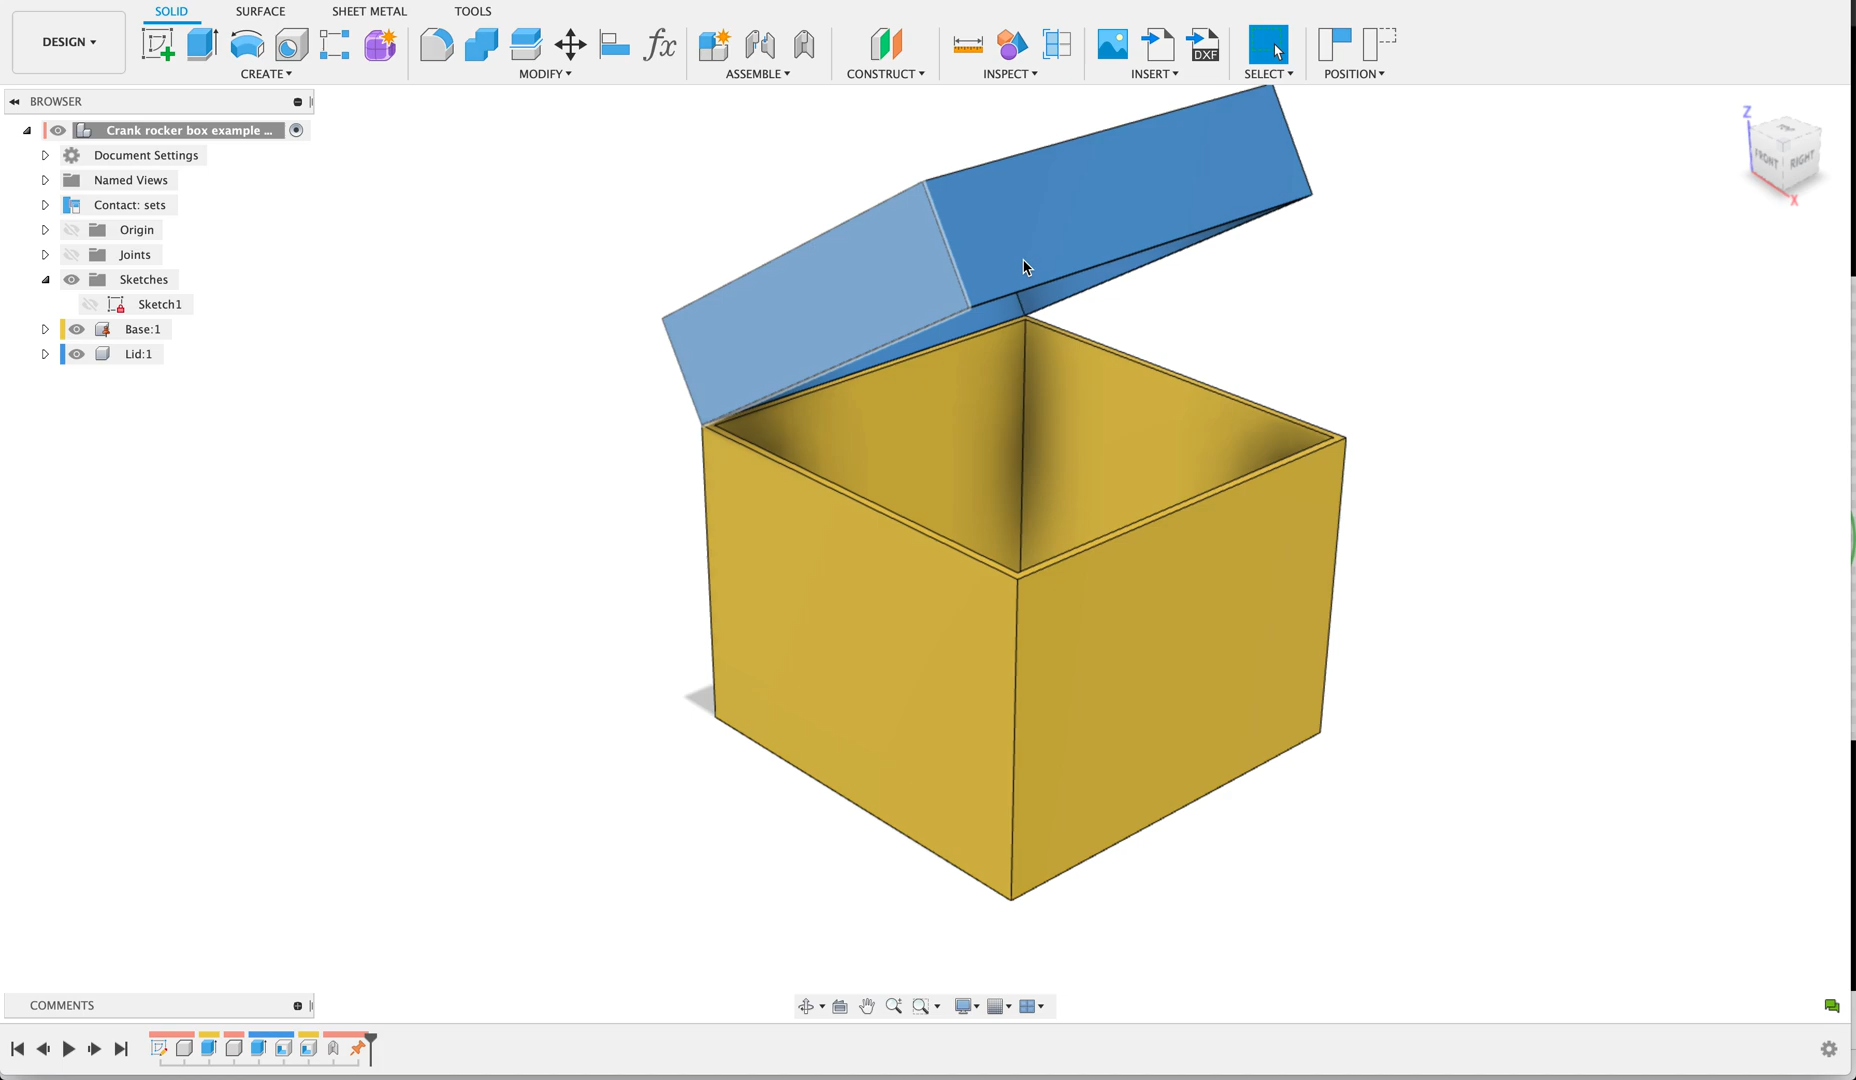 SOLID SURFACE SHEET METAL TOOLS
DESIGN
DXF
CREATE MODIFY ASSEMBLE CONSTRUCT INSPECT INSERT SELECT POSITION
BROWSER
Crank rocker box example ...
Document Settings
Named Views
Contact: sets
Origin
Joints
Sketches
Sketch1
Base:1
Lid:1
Z
FRONT RIGHT
X
COMMENTS